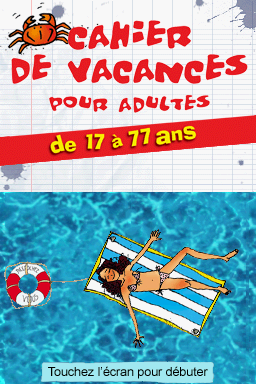 CAHIER
DE VACANCES
POUR ADULTES
de 17 à 77 ans
Touchez l'écran pour débuter